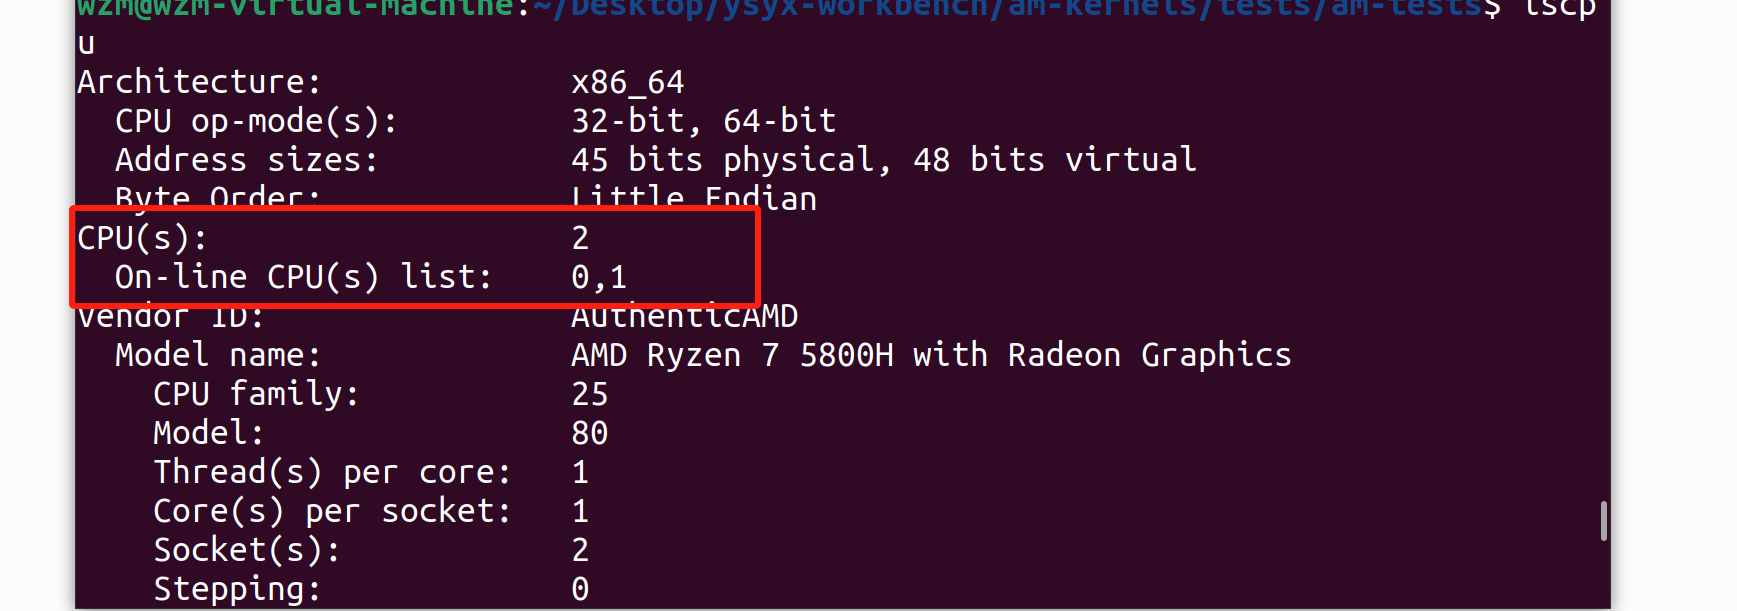 wzm@wzm-virtual-machine:~/Desktop/ysyx-workbench/am-kernels/tests/am-tests$ lscp
u
Architecture: x86_64
CPU op-mode(s): 32-bit, 64-bit
Address sizes: 45 bits physical, 48 bits virtual
Byte Order: Little Endian
CPU(s): 2
On-line CPU(s) list: 0,1
Vendor ID: AuthenticAMD
Model name: AMD Ryzen 7 5800H with Radeon Graphics
CPU family: 25
Model: 80
Thread(s) per core: 1
Core(s) per socket: 1
Socket(s): 2
Stepping: 0